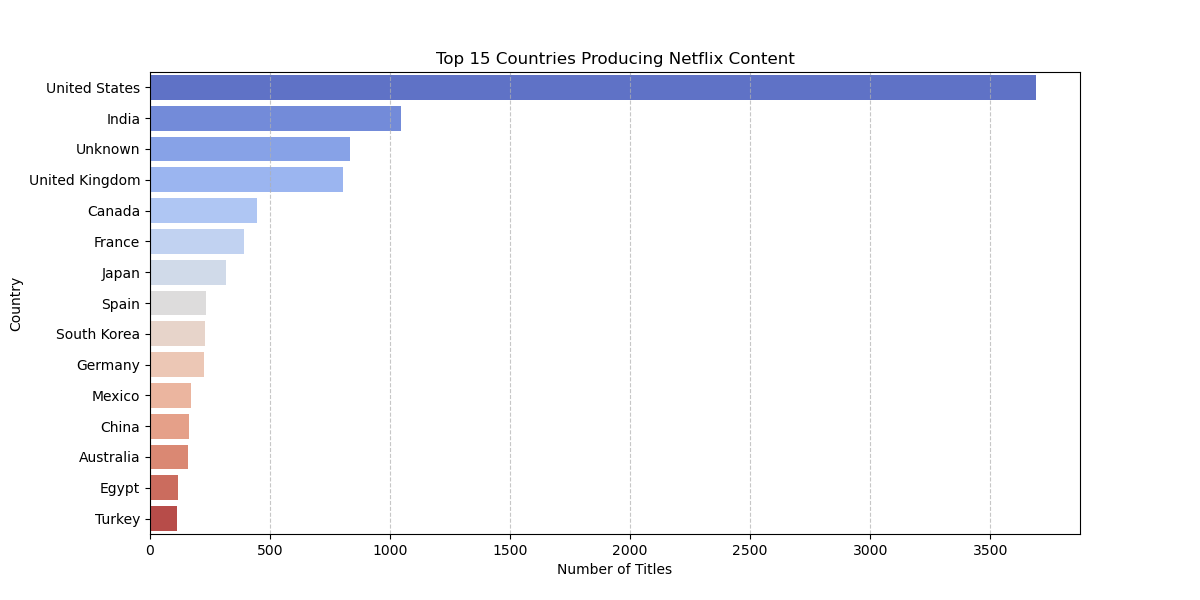 Top 15 Countries Producing Netflix Content
Country
United States
India
Unknown
United Kingdom
Canada
France
Japan
Spain
South Korea
Germany
Mexico
China
Australia
Egypt
Turkey
0 500 1000 1500 2000 2500 3000 3500
Number of Titles